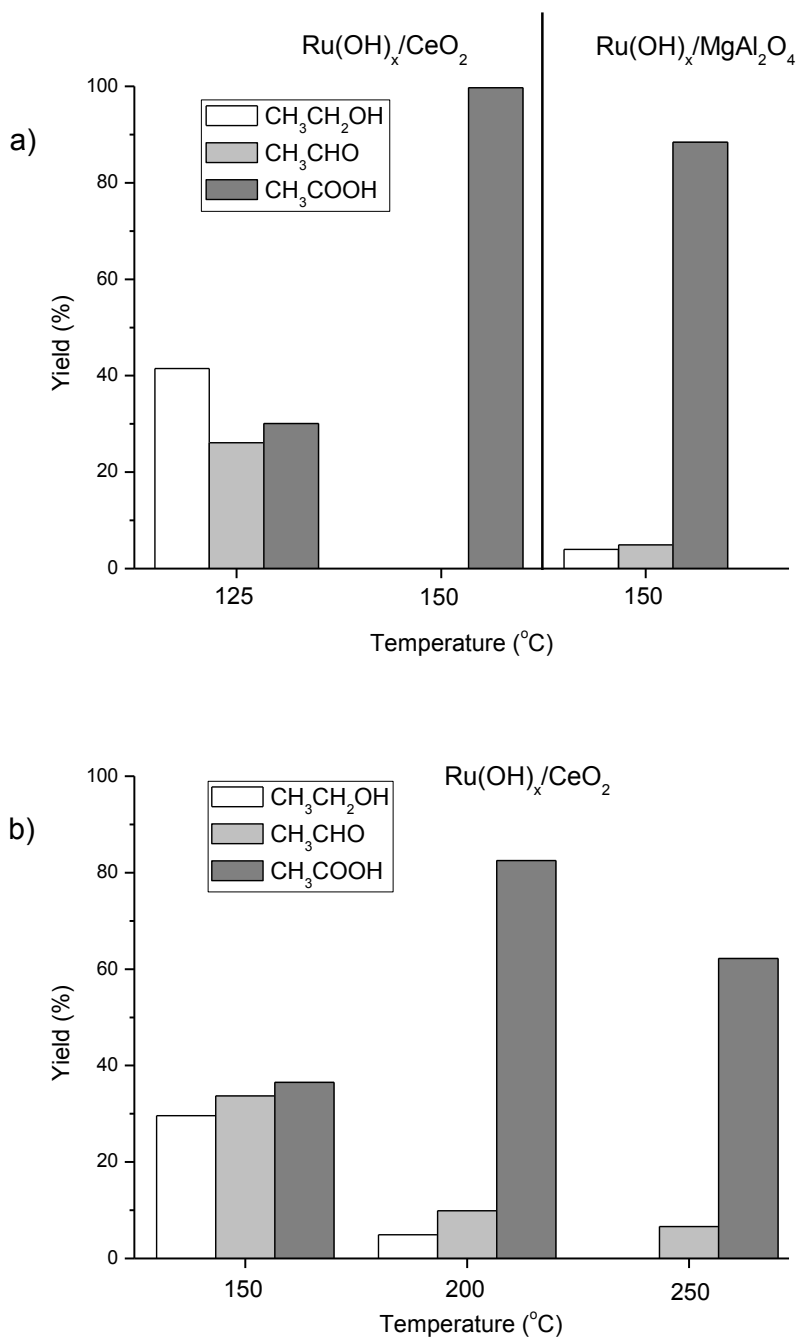 Ru(OH)ₓ/CeO₂
Ru(OH)ₓ/MgAl₂O₄
a)
CH₃CH₂OH
CH₃CHO
CH₃COOH
Yield (%)
100
80
60
40
20
0
125
150
150
Temperature (°C)
b)
Ru(OH)ₓ/CeO₂
CH₃CH₂OH
CH₃CHO
CH₃COOH
Yield (%)
100
80
60
40
20
0
150
200
250
Temperature (°C)